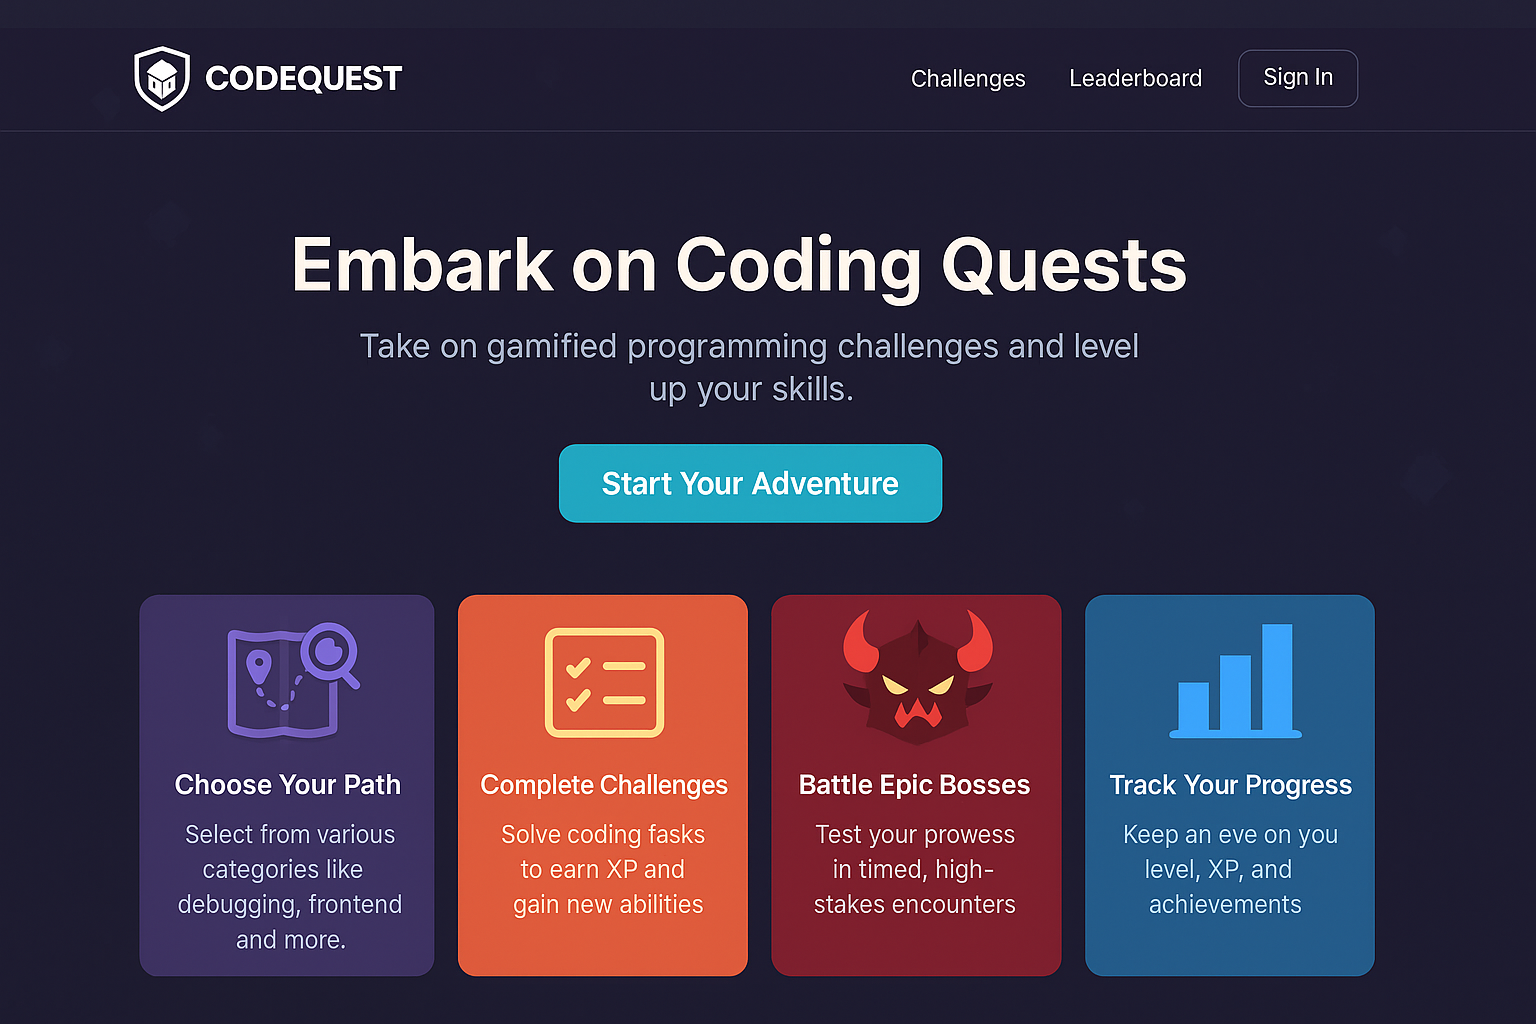 CODEQUEST
Challenges
Leaderboard
Sign In
Embark on Coding Quests
Take on gamified programming challenges and level
up your skills.
Start Your Adventure
Choose Your Path
Select from various
categories like
debugging, frontend
and more.
Complete Challenges
Solve coding fasks
to earn XP and
gain new abilities
Battle Epic Bosses
Test your prowess
in timed, high-
stakes encounters
Track Your Progress
Keep an eve on you
level, XP, and
achievements